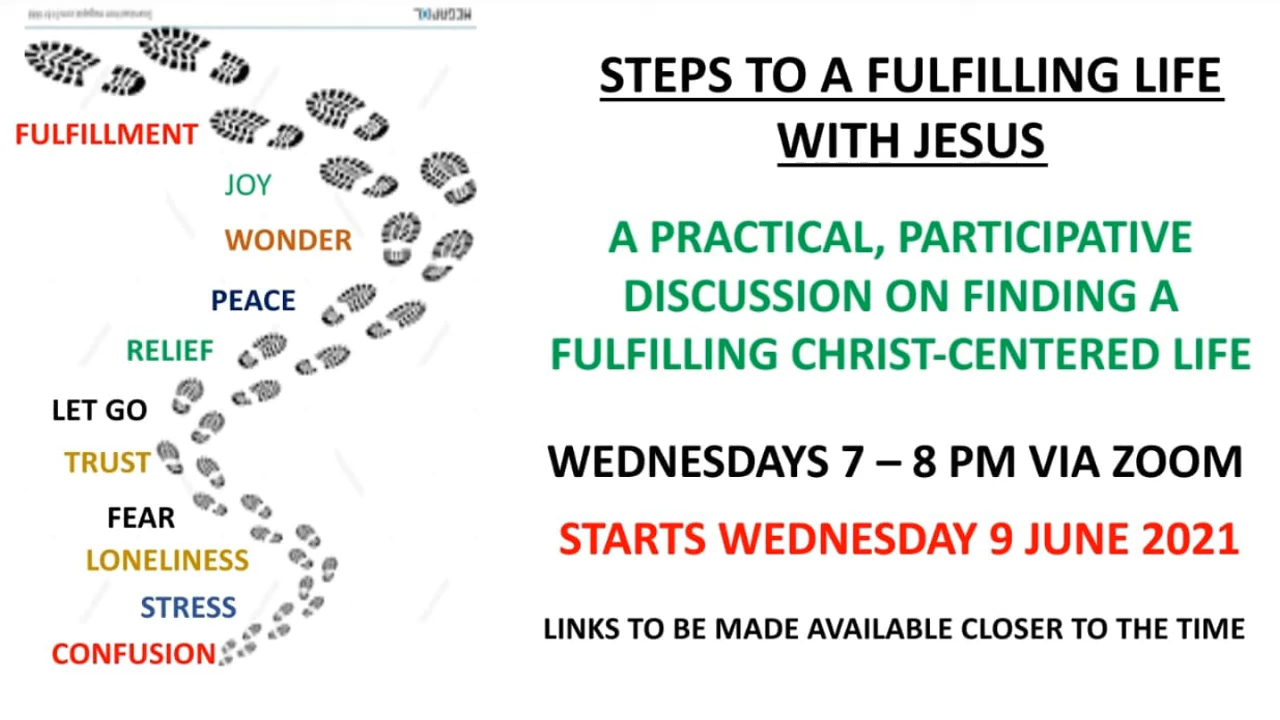 MEGAPIXL
FULFILLMENT
JOY
WONDER
PEACE
RELIEF
LET GO
TRUST
FEAR
LONELINESS
STRESS
CONFUSION
STEPS TO A FULFILLING LIFE
WITH JESUS
A PRACTICAL, PARTICIPATIVE
DISCUSSION ON FINDING A
FULFILLING CHRIST-CENTERED LIFE
WEDNESDAYS 7 – 8 PM VIA ZOOM
STARTS WEDNESDAY 9 JUNE 2021
LINKS TO BE MADE AVAILABLE CLOSER TO THE TIME